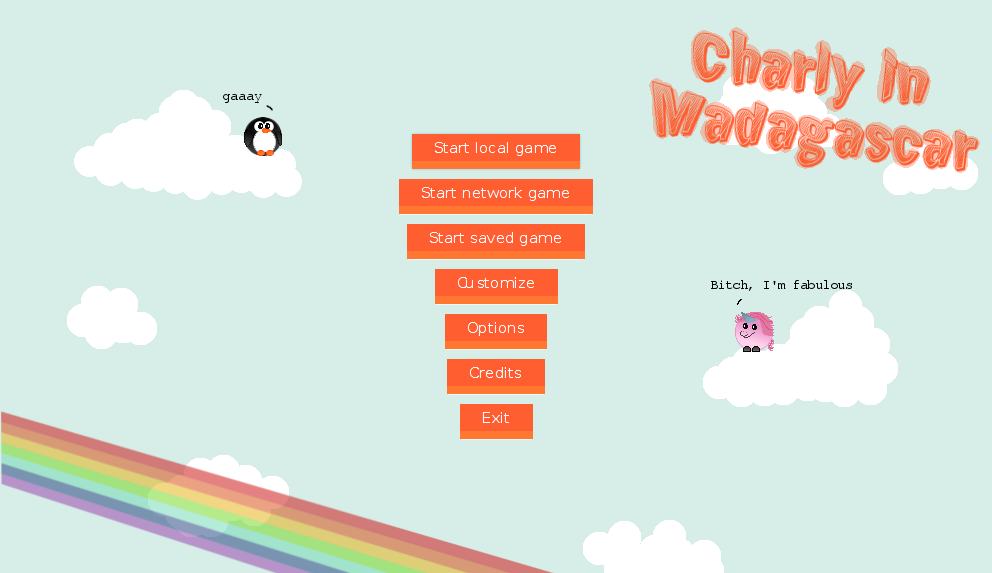 Charly in
Madagascar
gaaay
Start local game
Start network game
Start saved game
Customize
Bitch, I'm fabulous
Options
Credits
Exit